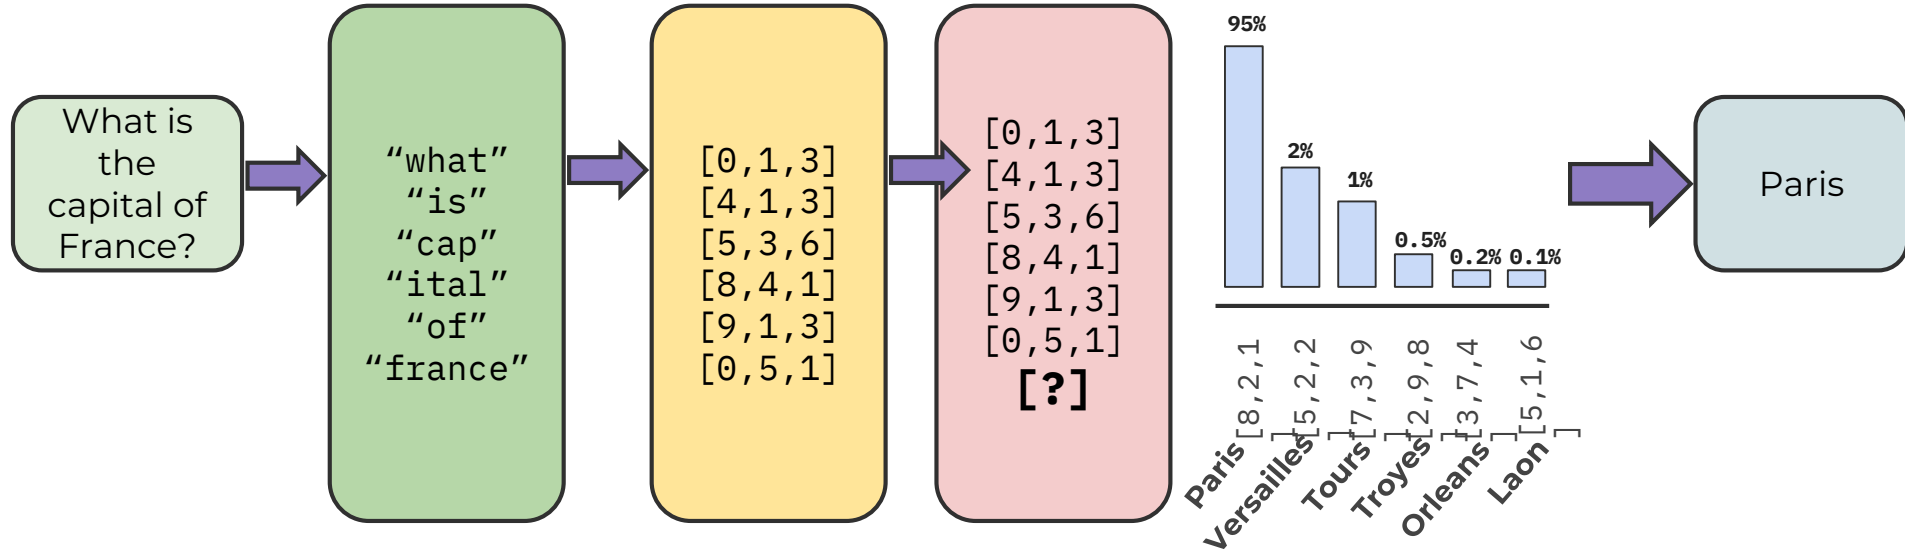 What is
the
capital of
France?
“what”
“is”
“cap”
“ital”
“of”
“france”
[0,1,3]
[4,1,3]
[5,3,6]
[8,4,1]
[9,1,3]
[0,5,1]
[0,1,3]
[4,1,3]
[5,3,6]
[8,4,1]
[9,1,3]
[0,5,1]
[?]
95%
2%
1%
0.5%
0.2%
0.1%
[8,2,1]
[5,2,2]
[7,3,9]
[2,9,8]
[3,7,4]
[5,1,6]
Paris
Versailles
Tours
Troyes
Orleans
Laon
Paris